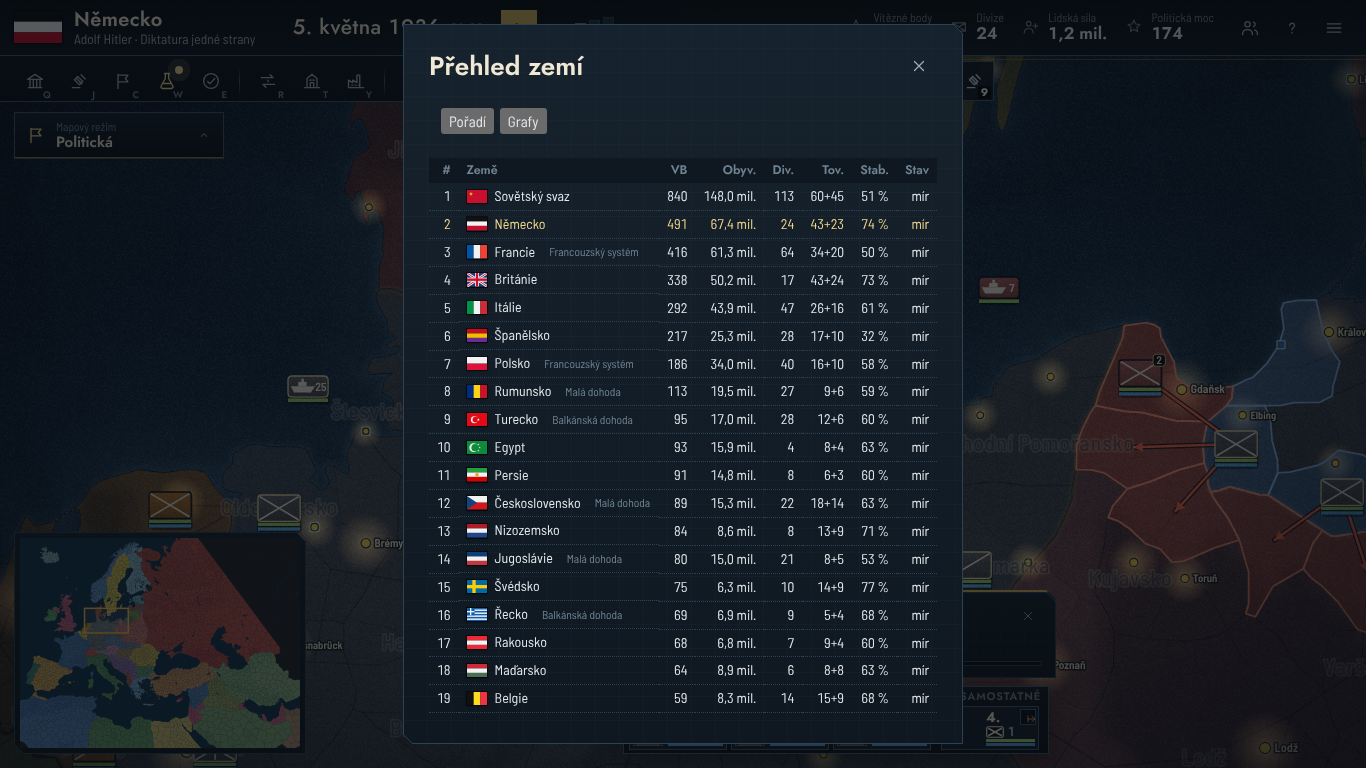 Německo
Adolf Hitler · Diktatura jedné strany
5. května 1936
Vítězné body
Divize
24
Lidská síla
1,2 mil.
Politická moc
174
?
Q J C W E R T Y
9
Mapový režim
Politická
Přehled zemí
Pořadí Grafy
# Země VB Obyv. Div. Tov. Stab. Stav
1 Sovětský svaz 840 148,0 mil. 113 60+45 51 % mír
2 Německo 491 67,4 mil. 24 43+23 74 % mír
3 Francie Francouzský systém 416 61,3 mil. 64 34+20 50 % mír
4 Británie 338 50,2 mil. 17 43+24 73 % mír
5 Itálie 292 43,9 mil. 47 26+16 61 % mír
6 Španělsko 217 25,3 mil. 28 17+10 32 % mír
7 Polsko Francouzský systém 186 34,0 mil. 40 16+10 58 % mír
8 Rumunsko Malá dohoda 113 19,5 mil. 27 9+6 59 % mír
9 Turecko Balkánská dohoda 95 17,0 mil. 28 12+6 60 % mír
10 Egypt 93 15,9 mil. 4 8+4 63 % mír
11 Persie 91 14,8 mil. 8 6+3 60 % mír
12 Československo Malá dohoda 89 15,3 mil. 22 18+14 63 % mír
13 Nizozemsko 84 8,6 mil. 8 13+9 71 % mír
14 Jugoslávie Malá dohoda 80 15,0 mil. 21 8+5 53 % mír
15 Švédsko 75 6,3 mil. 10 14+9 77 % mír
16 Řecko Balkánská dohoda 69 6,9 mil. 9 5+4 68 % mír
17 Rakousko 68 6,8 mil. 7 9+4 60 % mír
18 Maďarsko 64 8,9 mil. 6 8+8 63 % mír
19 Belgie 59 8,3 mil. 14 15+9 68 % mír
7
25
2
Gdaňsk
Elbing
Brémy
Kujavsko
Toruň
Poznaň
SAMOSTATNÉ
4.
1
Lodž
Lodž